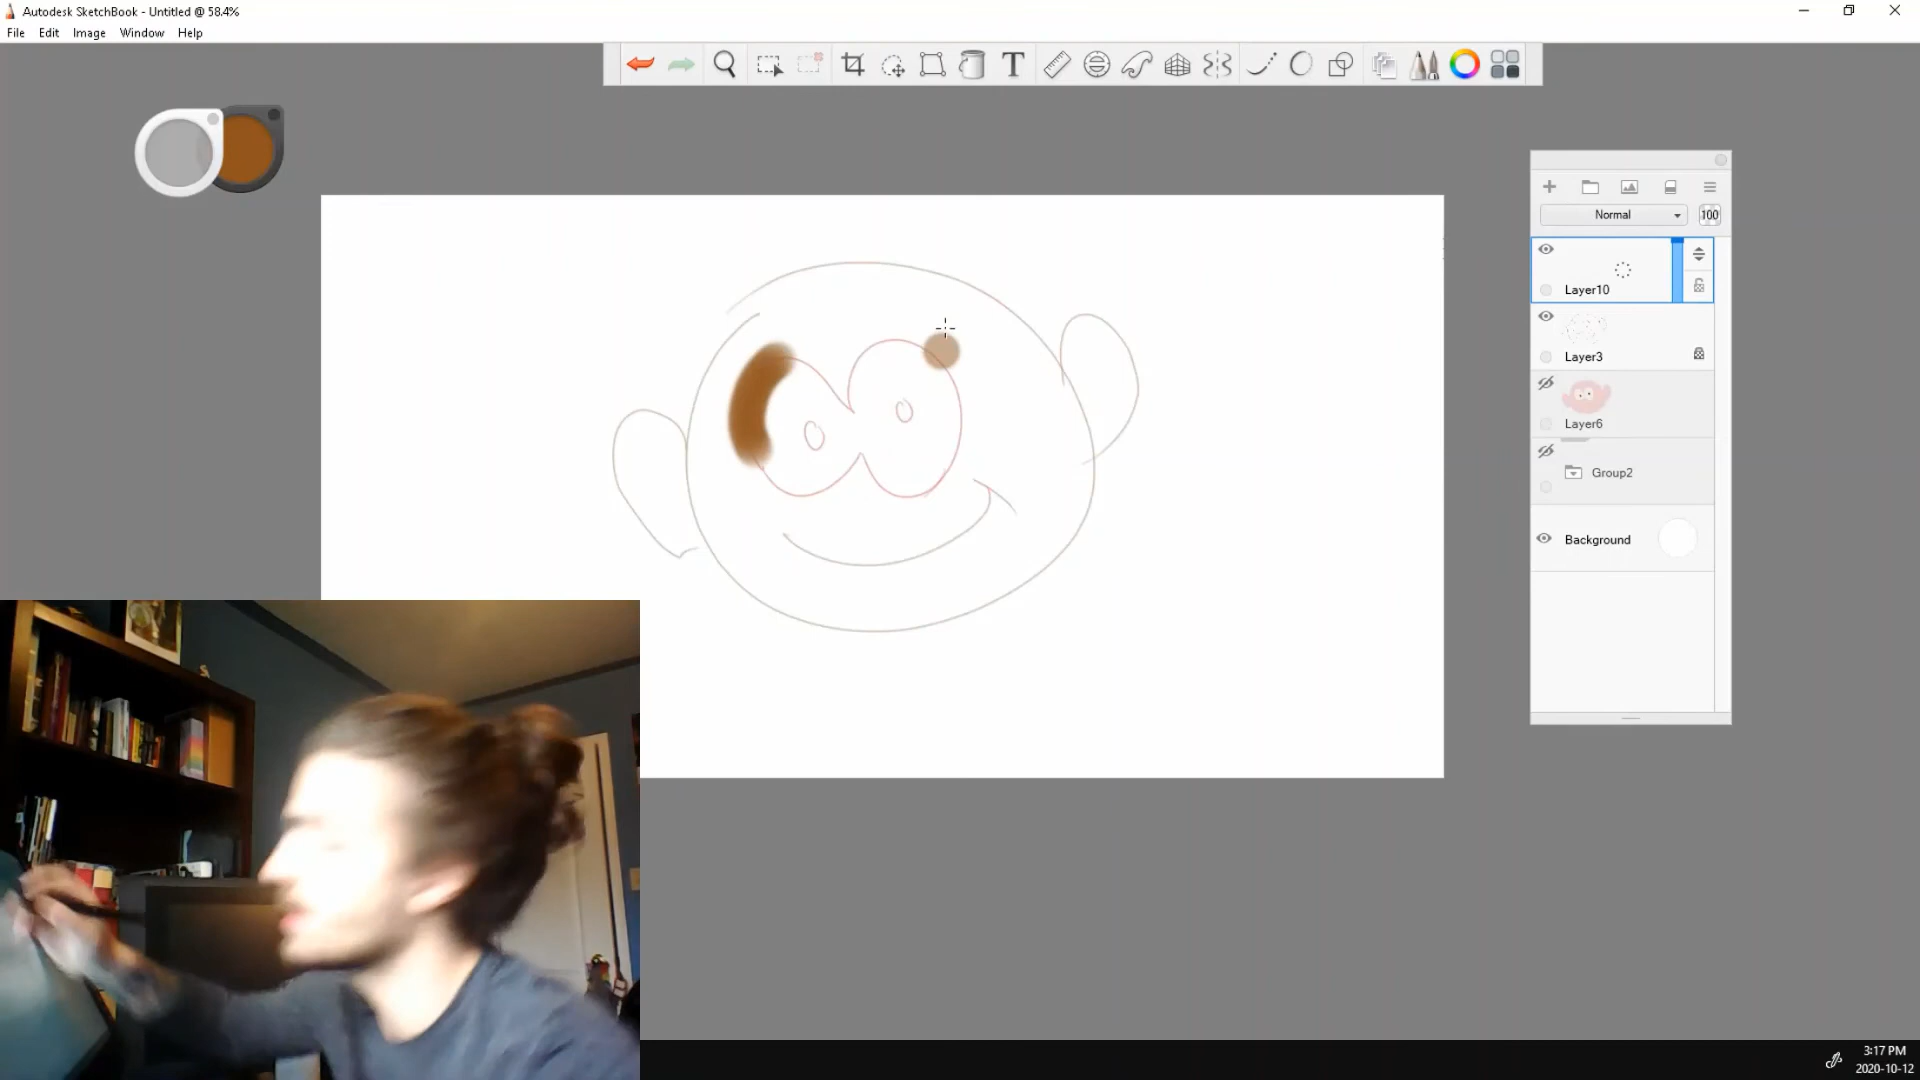 Autodesk SketchBook - Untitled @ 58.4%
File Edit Image Window Help
T
Normal 100
Layer10
Layer3
Layer6
Group2
Background
3:17 PM
2020-10-12